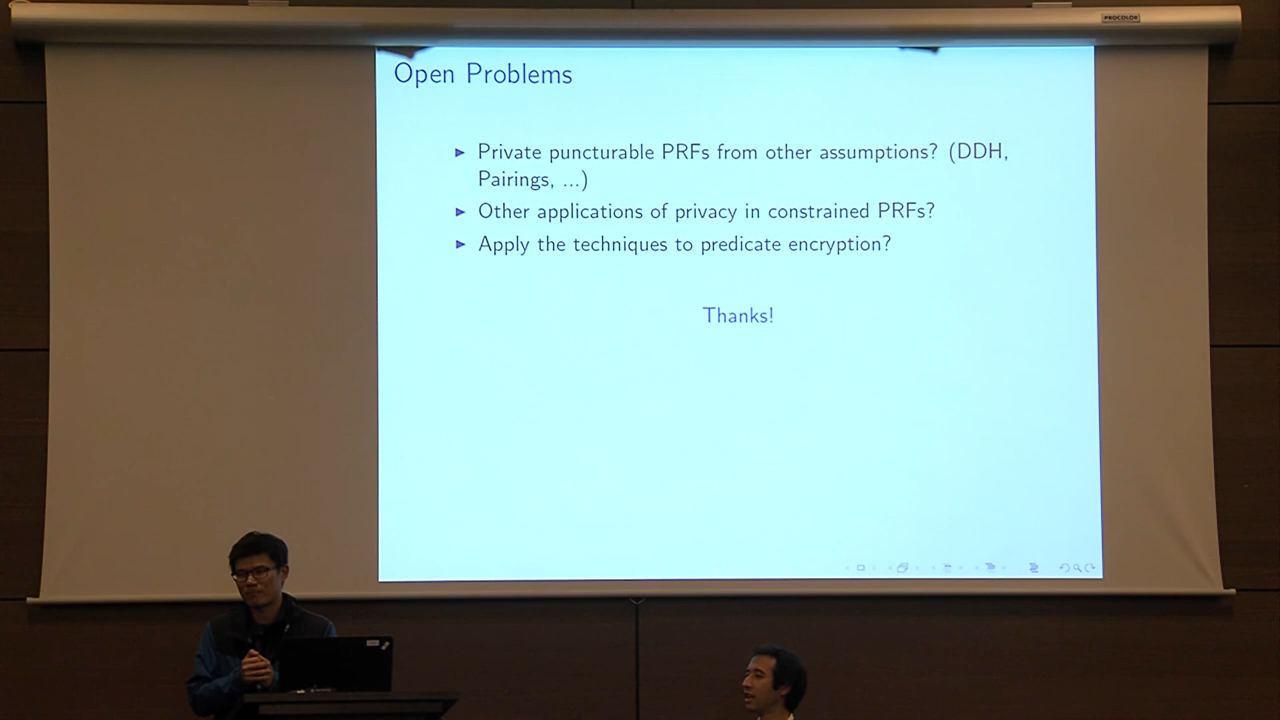 PROCOLOR
Open Problems
Private puncturable PRFs from other assumptions? (DDH,
Pairings, ...)
Other applications of privacy in constrained PRFs?
Apply the techniques to predicate encryption?
Thanks!